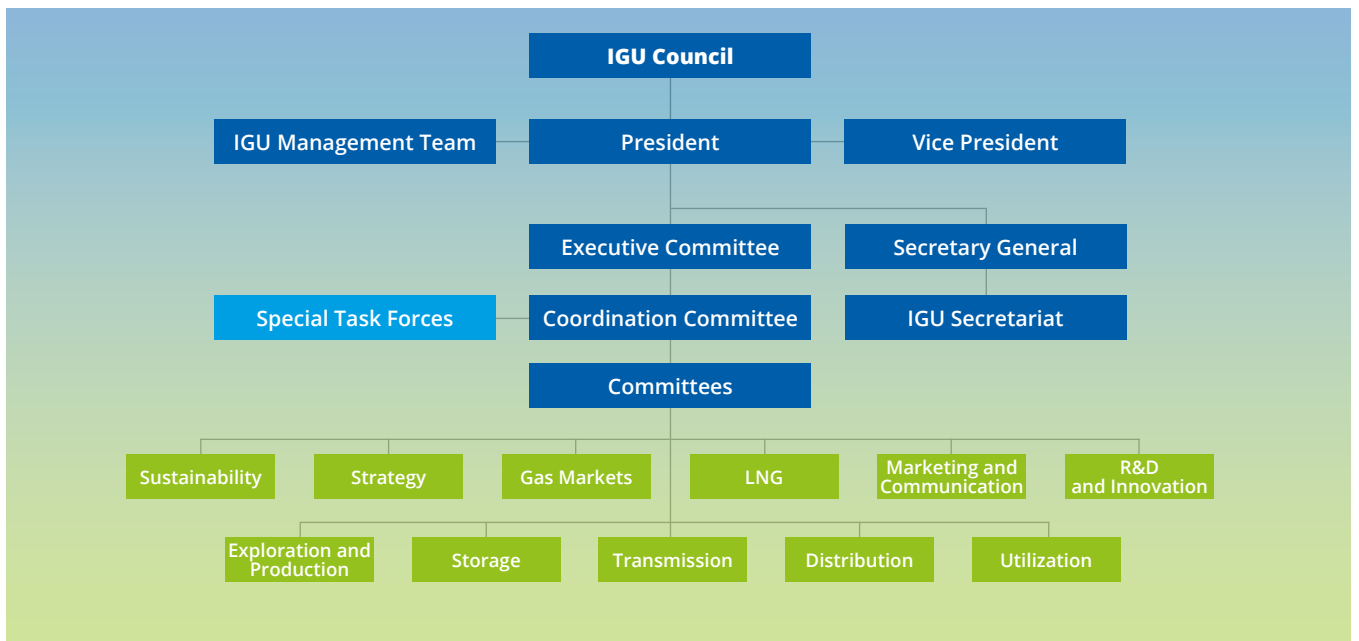 IGU Council
IGU Management Team
President
Vice President
Executive Committee
Secretary General
Special Task Forces
Coordination Committee
IGU Secretariat
Committees
Sustainability
Strategy
Gas Markets
LNG
Marketing and
Communication
R&D
and Innovation
Exploration and
Production
Storage
Transmission
Distribution
Utilization